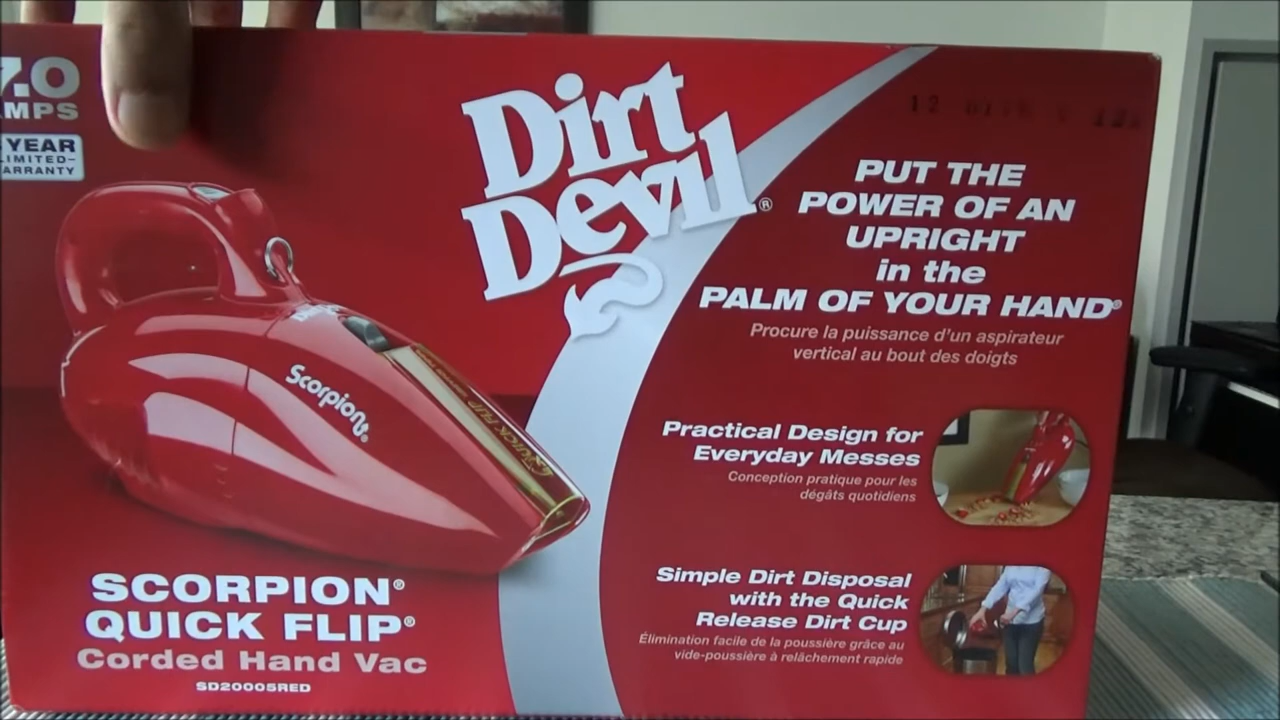 7.0
AMPS
YEAR
LIMITED-
WARRANTY
Dirt
Devil®
PUT THE
POWER OF AN
UPRIGHT
in the
PALM OF YOUR HAND®
Procure la puissance d'un aspirateur
vertical au bout des doigts
Scorpion®
QUICK FLIP
Practical Design for
Everyday Messes
Conception pratique pour les
dégâts quotidiens
Simple Dirt Disposal
with the Quick
Release Dirt Cup
Élimination facile de la poussière grâce au
vide-poussière à relâchement rapide
SCORPION®
QUICK FLIP®
Corded Hand Vac
SD20005RED